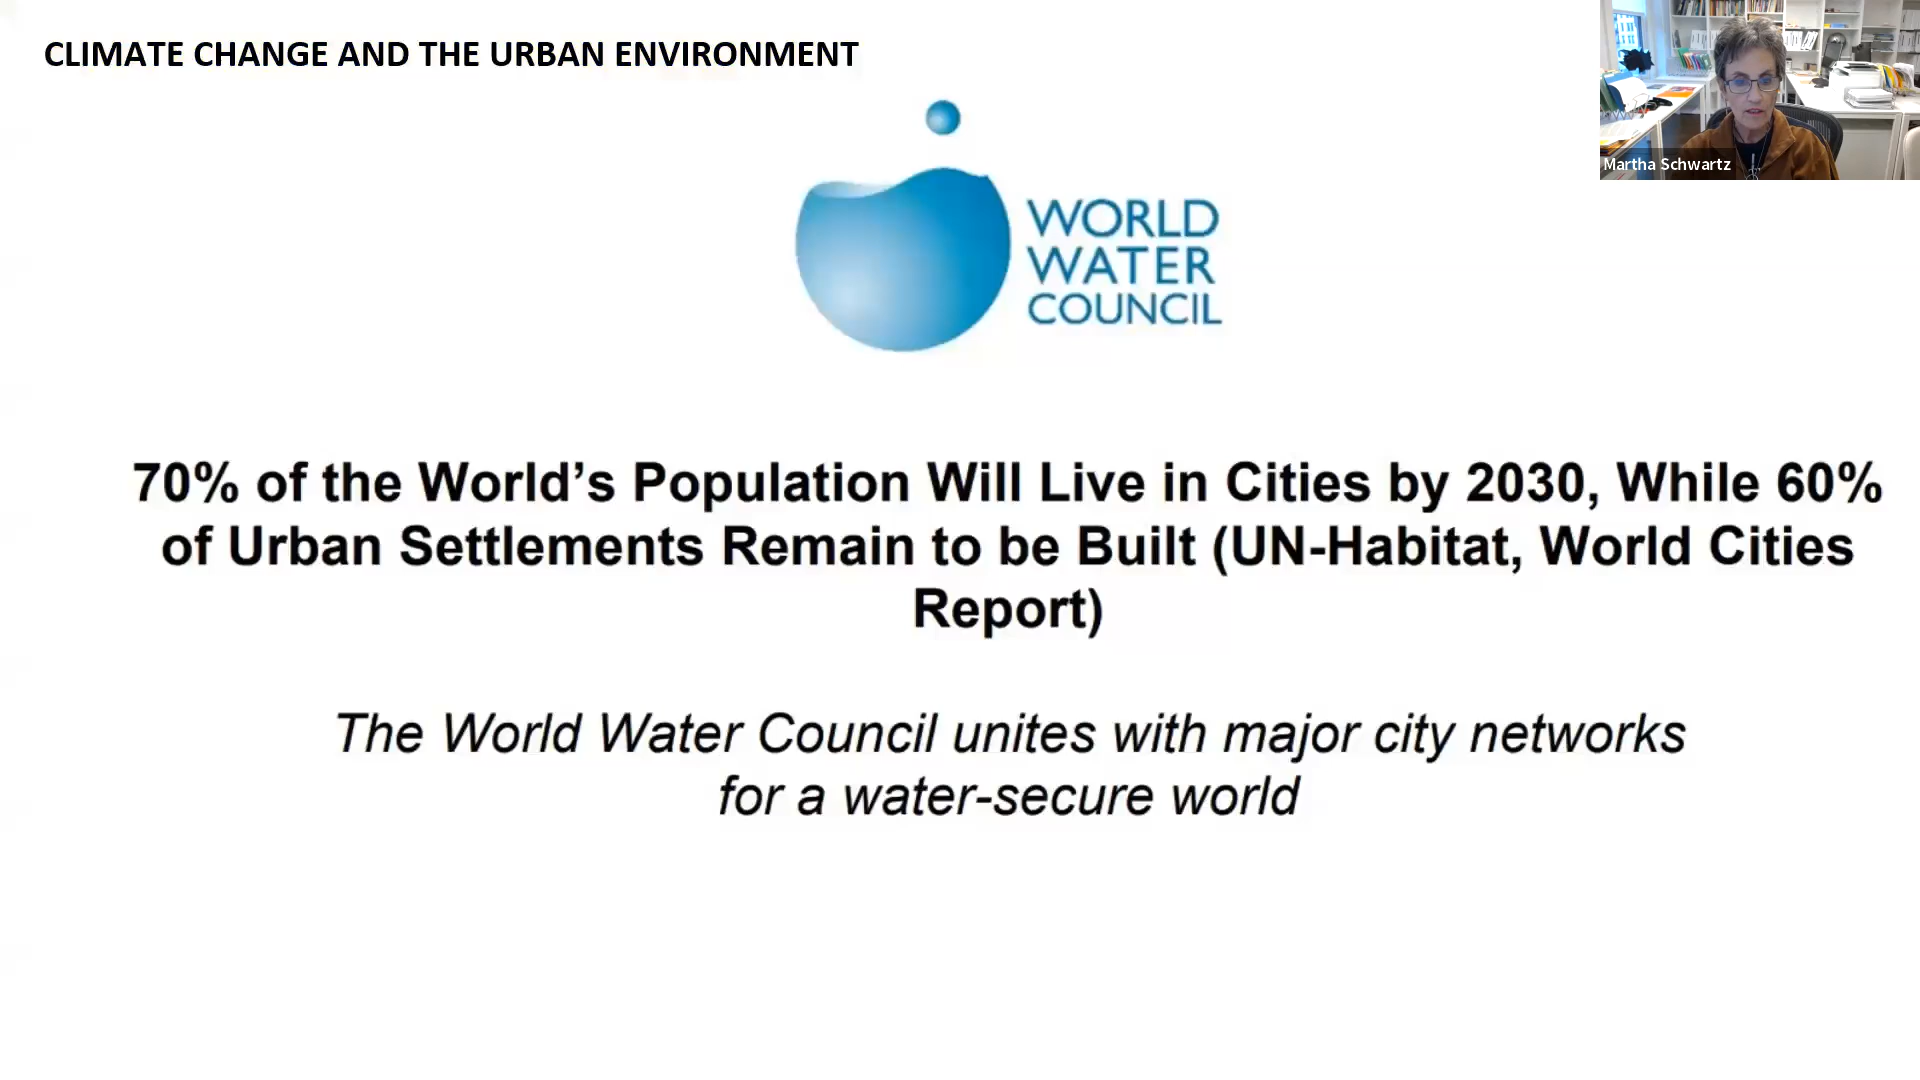 CLIMATE CHANGE AND THE URBAN ENVIRONMENT
Martha Schwartz
WORLD
WATER
COUNCIL
70% of the World’s Population Will Live in Cities by 2030, While 60%
of Urban Settlements Remain to be Built (UN-Habitat, World Cities
Report)
The World Water Council unites with major city networks
for a water-secure world